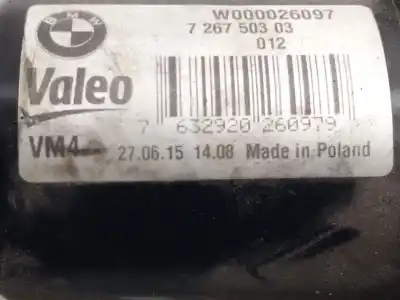 BMW
W000026097
7 267 503 03
012
Valeo
7 632920 260979
VM4
27.06.15 14.08 Made in Poland